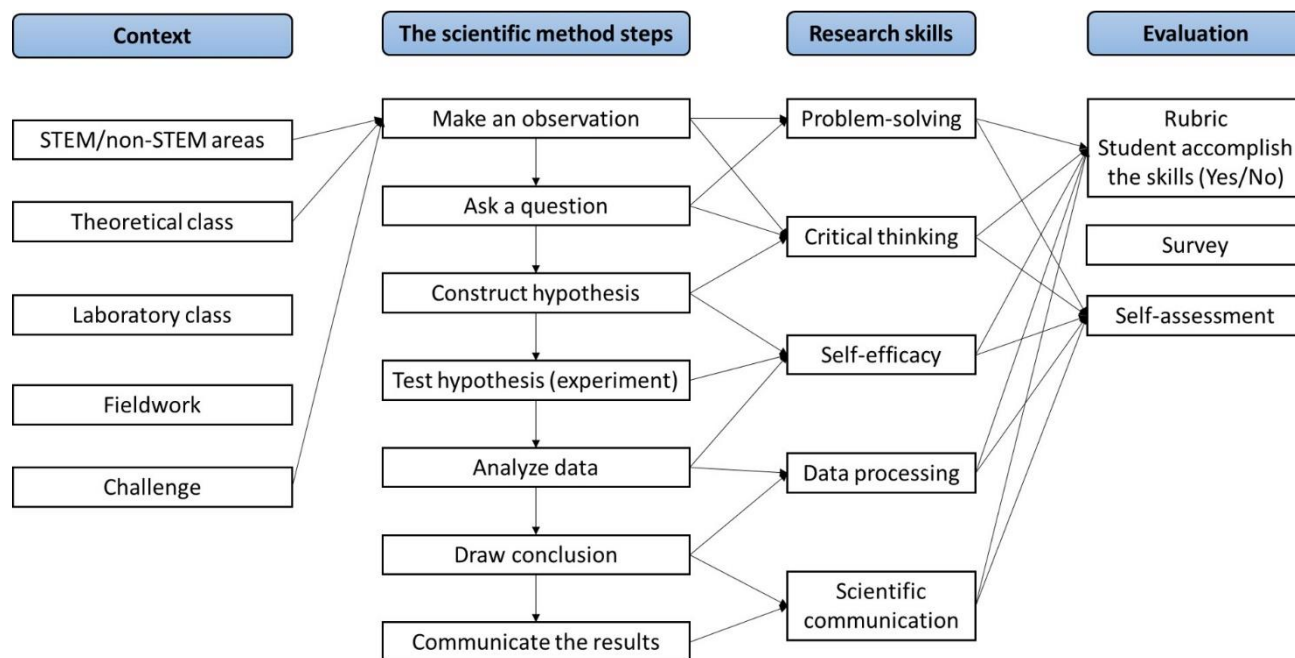 Context
The scientific method steps
Research skills
Evaluation
STEM/non-STEM areas
Theoretical class
Laboratory class
Fieldwork
Challenge
Make an observation
Ask a question
Construct hypothesis
Test hypothesis (experiment)
Analyze data
Draw conclusion
Communicate the results
Problem-solving
Critical thinking
Self-efficacy
Data processing
Scientific
communication
Rubric
Student accomplish
the skills (Yes/No)
Survey
Self-assessment